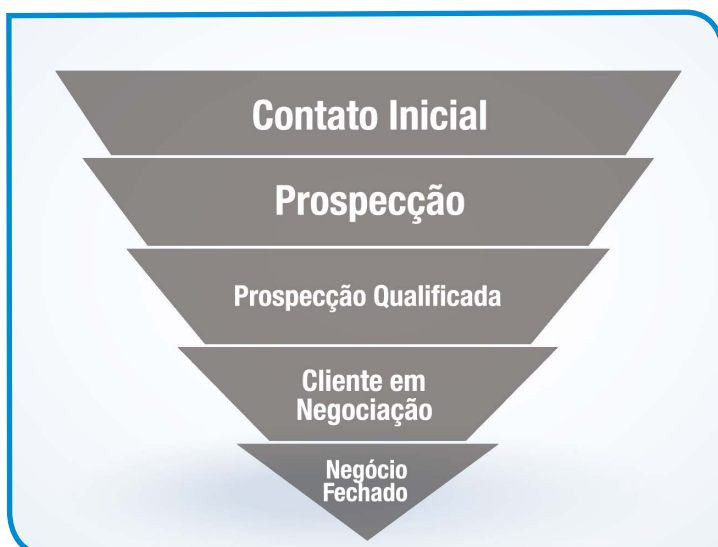 Contato Inicial
Prospecção
Prospecção Qualificada
Cliente em
Negociação
Negócio
Fechado